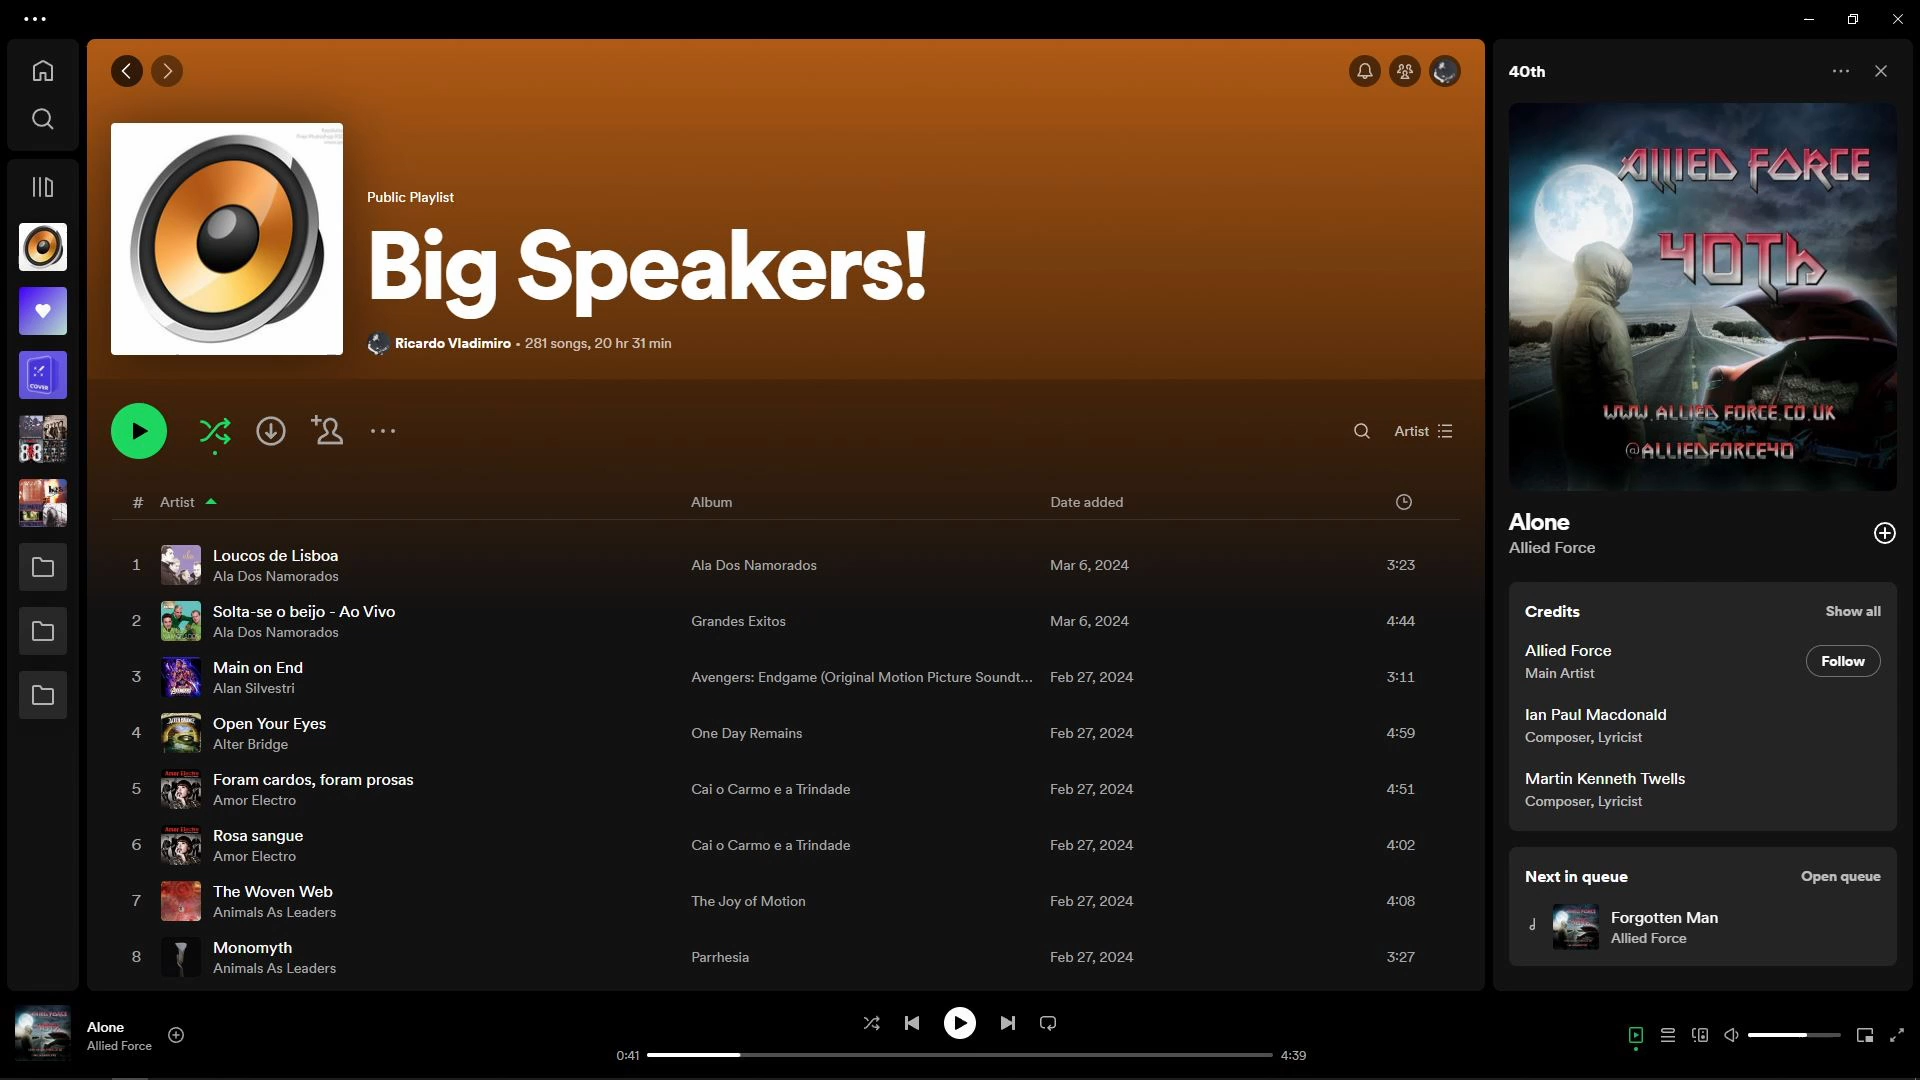 40th
Public Playlist
Big Speakers!
Ricardo Vladimiro • 281 songs, 20 hr 31 min
Artist
# Artist Album Date added
1 Loucos de Lisboa Ala Dos Namorados Mar 6, 2024 3:23
Ala Dos Namorados
2 Solta-se o beijo - Ao Vivo Grandes Exitos Mar 6, 2024 4:44
Ala Dos Namorados
3 Main on End Avengers: Endgame (Original Motion Picture Soundt... Feb 27, 2024 3:11
Alan Silvestri
4 Open Your Eyes One Day Remains Feb 27, 2024 4:59
Alter Bridge
5 Foram cardos, foram prosas Cai o Carmo e a Trindade Feb 27, 2024 4:51
Amor Electro
6 Rosa sangue Cai o Carmo e a Trindade Feb 27, 2024 4:02
Amor Electro
7 The Woven Web The Joy of Motion Feb 27, 2024 4:08
Animals As Leaders
8 Monomyth Parrhesia Feb 27, 2024 3:27
Animals As Leaders
ALLIED FORCE
40TH
WWW.ALLIED FORCE.CO.UK
@ALLIEDFORCE40
Alone
Allied Force
Credits Show all
Allied Force
Main Artist
Follow
Ian Paul Macdonald
Composer, Lyricist
Martin Kenneth Twells
Composer, Lyricist
Next in queue Open queue
Forgotten Man
Allied Force
COVER
88
Alone
Allied Force
0:41 4:39